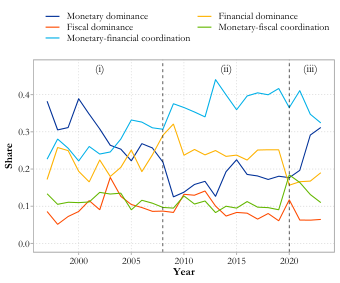 Monetary dominance
Financial dominance
Fiscal dominance
Monetary-fiscal coordination
Monetary-financial coordination
(i)
(ii)
(iii)
0.4
0.3
0.2
0.1
0.0
Share
2000
2005
2010
2015
2020
Year